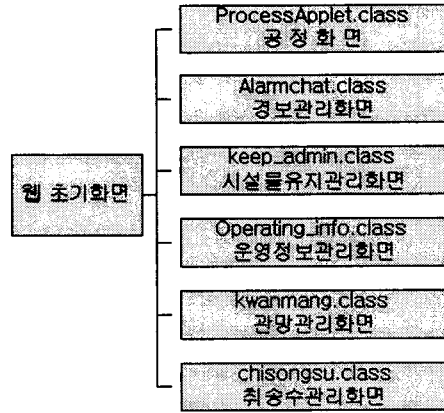 ProcessApplet.class
공 정 화 면
Alarmchat.class
경보관리화면
keep_admin.class
시설물유지관리화면
웹 초기화면
Operating_info.class
운영정보관리화면
kwanmang.class
관망관리화면
chisongsu.class
취송수관리화면